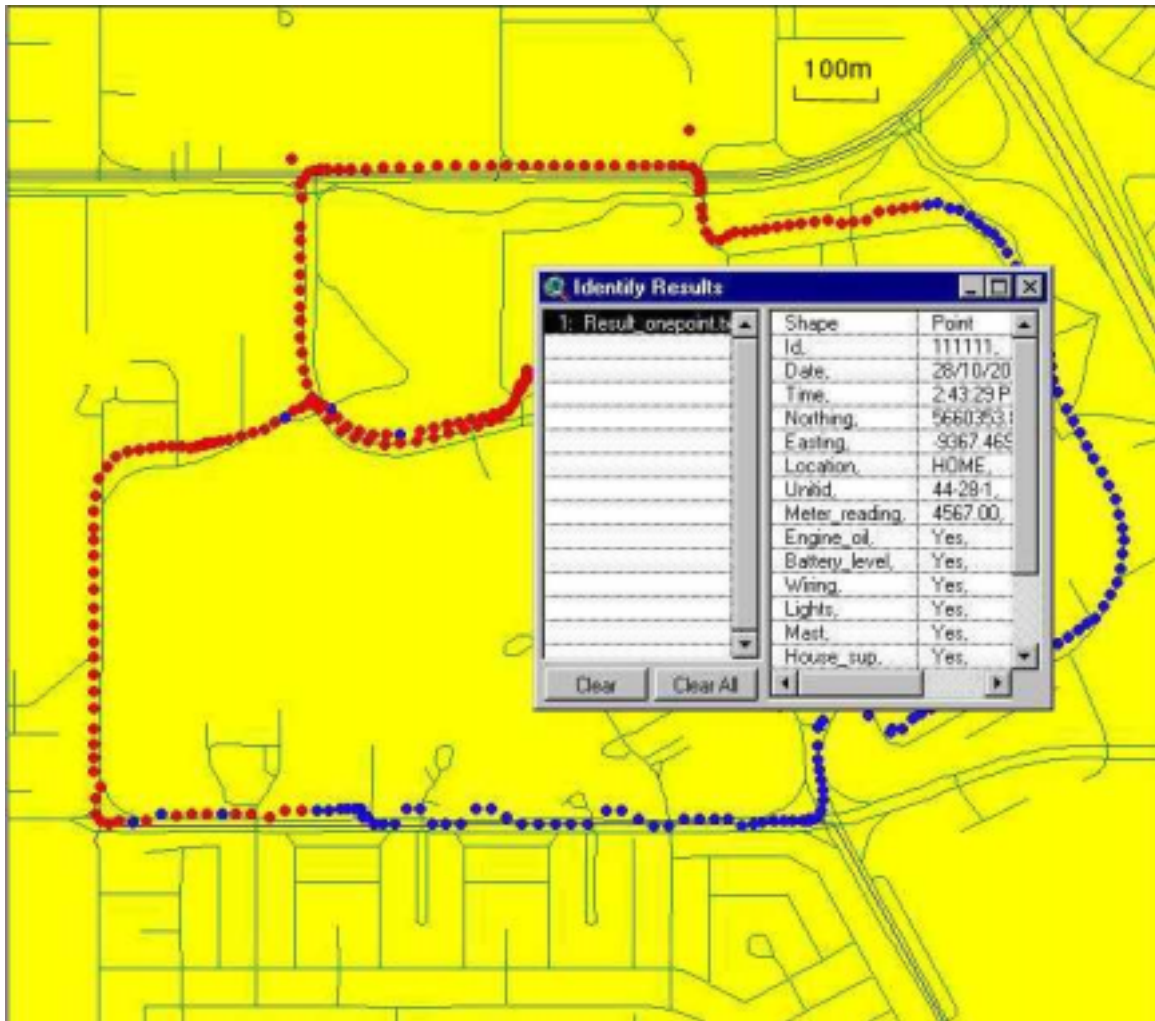 100m
Identify Results
1: Result_onepoint.t
Shape Point
Id, 111111,
Date, 28/10/20
Time, 2:43:29 P
Northing, 5660353.
Easting, -9367.469
Location, HOME,
Unitid, 44-28-1,
Meter_reading, 4567.00,
Engine_oil, Yes,
Battery_level, Yes,
Wiring, Yes,
Lights, Yes,
Mast, Yes,
House_sup, Yes,
Clear Clear All